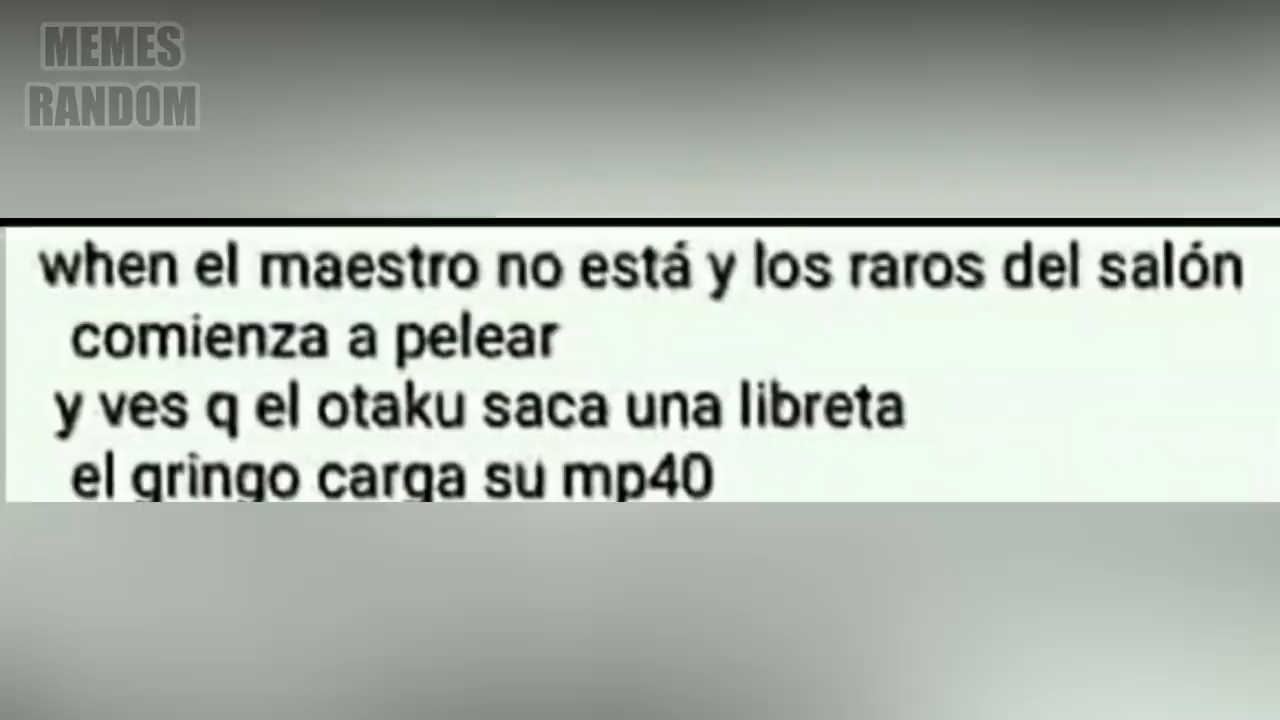 MEMES
RANDOM
when el maestro no está y los raros del salón
comienza a pelear
y ves q el otaku saca una libreta
el gringo carga su mp40